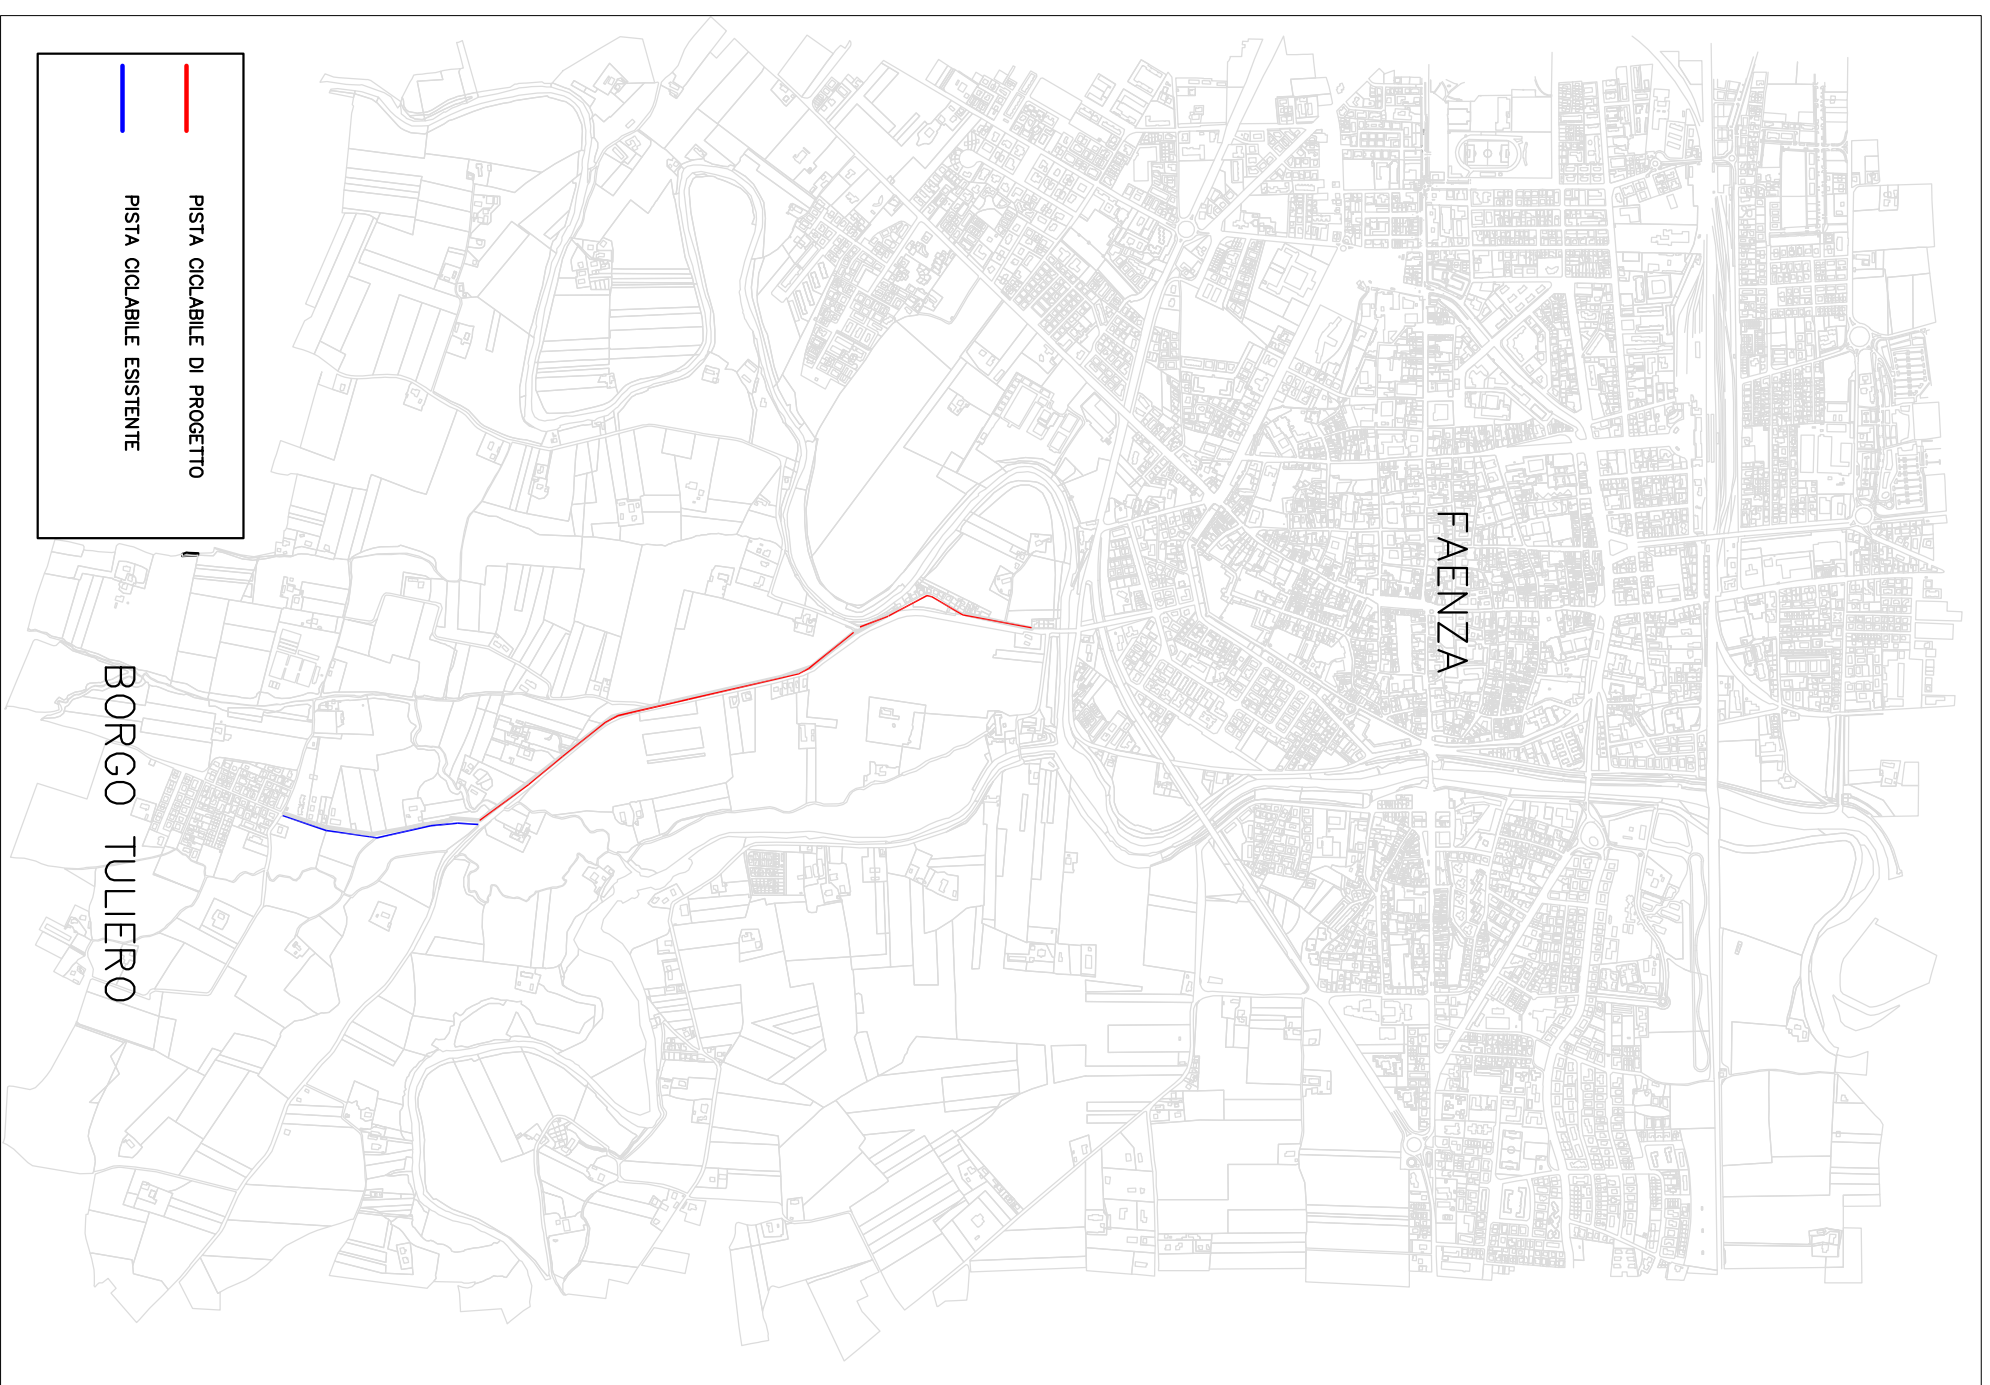 FAENZA
PISTA CICLABILE DI PROGETTO
PISTA CICLABILE ESISTENTE
BORGO TULIERO